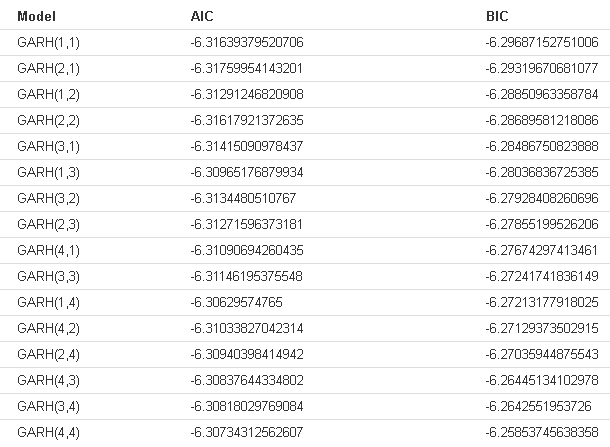 Model AIC BIC
GARH(1,1) -6.31639379520706 -6.29687152751006
GARH(2,1) -6.31759954143201 -6.29319670681077
GARH(1,2) -6.31291246820908 -6.28850963358784
GARH(2,2) -6.31617921372635 -6.28689581218086
GARH(3,1) -6.31415090978437 -6.28486750823888
GARH(1,3) -6.30965176879934 -6.28036836725385
GARH(3,2) -6.3134480510767 -6.27928408260696
GARH(2,3) -6.31271596373181 -6.27855199526206
GARH(4,1) -6.31090694260435 -6.27674297413461
GARH(3,3) -6.31146195375548 -6.27241741836149
GARH(1,4) -6.30629574765 -6.27213177918025
GARH(4,2) -6.31033827042314 -6.27129373502915
GARH(2,4) -6.30940398414942 -6.27035944875543
GARH(4,3) -6.30837644334802 -6.26445134102978
GARH(3,4) -6.30818029769084 -6.2642551953726
GARH(4,4) -6.30734312562607 -6.25853745638358